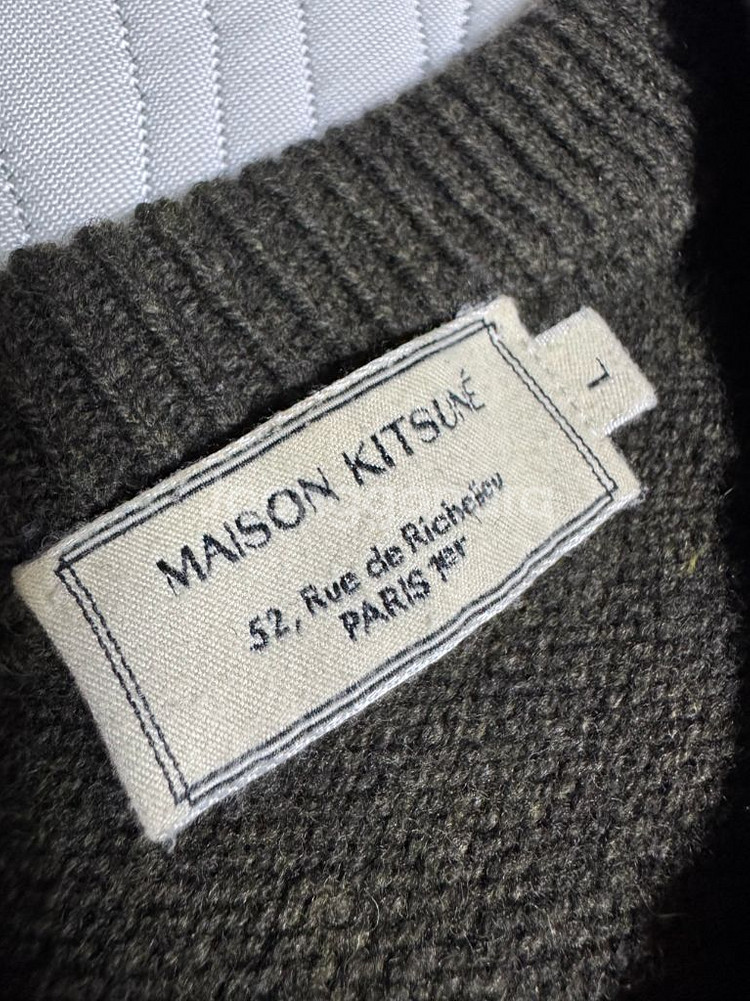 MAISON KITSUNÉ
52, Rue de Richelieu
PARIS 1er
L